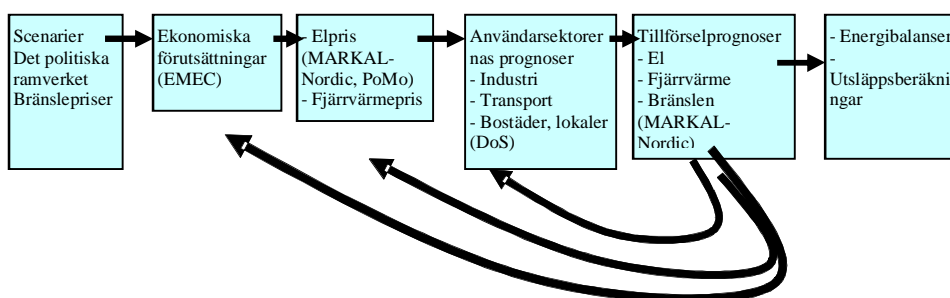 Scenarier
Det politiska
ramverket
Bränslepriser
Ekonomiska
förutsättningar
(EMEC)
- Elpris
(MARKAL-
Nordic, PoMo)
- Fjärrvärmepris
Användarsektorer
nas prognoser
- Industri
- Transport
- Bostäder, lokaler
(DoS)
Tillförselprognoser
- El
- Fjärrvärme
- Bränslen
(MARKAL-
Nordic)
- Energibalanser
-
Utsläppsberäkni
ngar